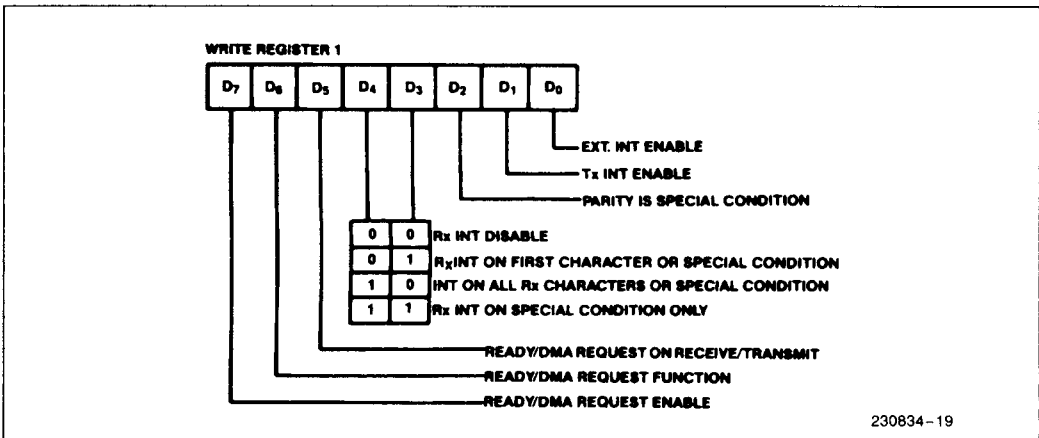 WRITE REGISTER 1
D7 D6 D5 D4 D3 D2 D1 D0
EXT. INT ENABLE
Tx INT ENABLE
PARITY IS SPECIAL CONDITION
0 0 Rx INT DISABLE
0 1 RxINT ON FIRST CHARACTER OR SPECIAL CONDITION
1 0 INT ON ALL Rx CHARACTERS OR SPECIAL CONDITION
1 1 Rx INT ON SPECIAL CONDITION ONLY
READY/DMA REQUEST ON RECEIVE/TRANSMIT
READY/DMA REQUEST FUNCTION
READY/DMA REQUEST ENABLE
230834-19